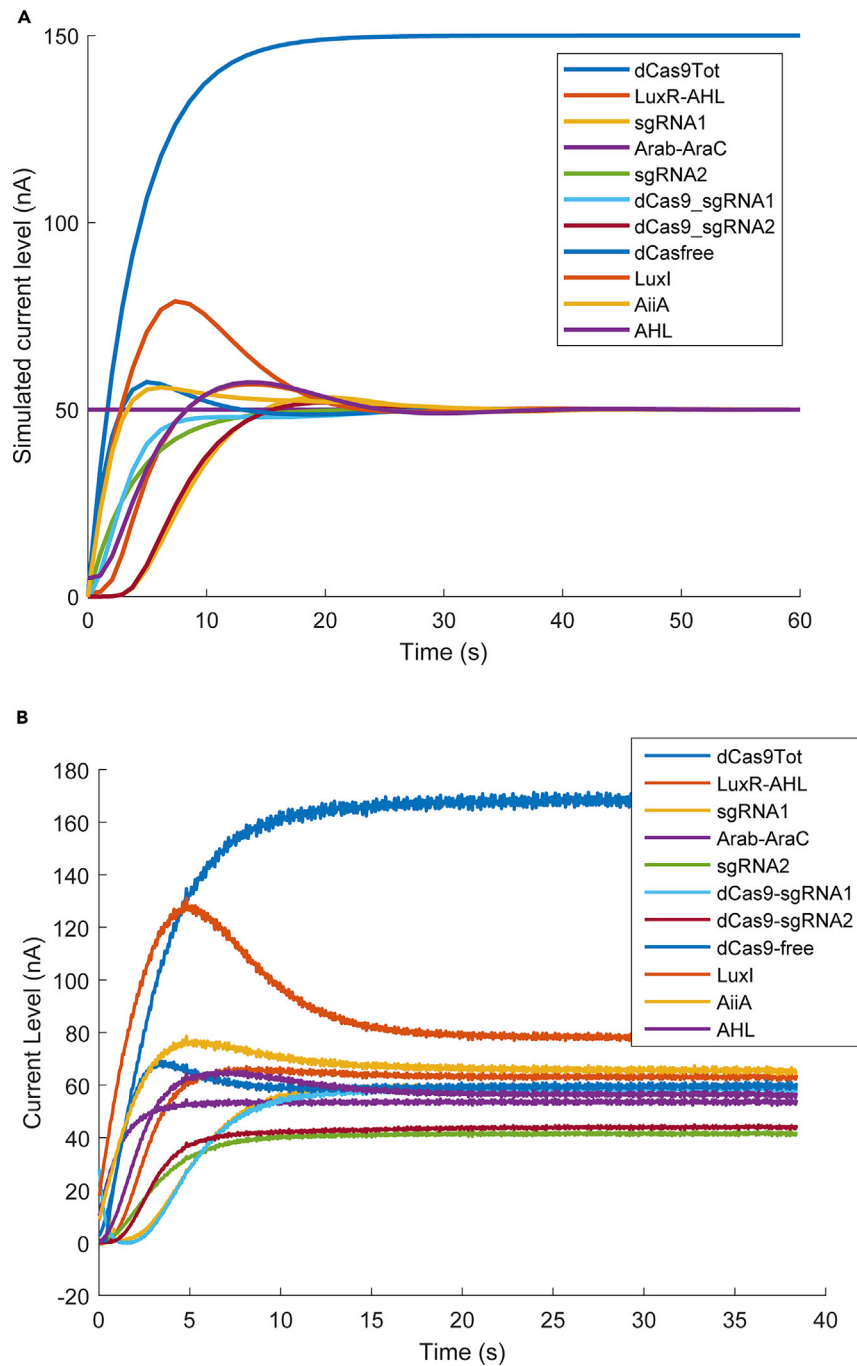 A
150
100
50
0
Simulated current level (nA)
dCas9Tot
LuxR-AHL
sgRNA1
Arab-AraC
sgRNA2
dCas9_sgRNA1
dCas9_sgRNA2
dCasfree
LuxI
AiiA
AHL
0 10 20 30 40 50 60
Time (s)
B
180
160
140
120
100
80
60
40
20
0
-20
Current Level (nA)
dCas9Tot
LuxR-AHL
sgRNA1
Arab-AraC
sgRNA2
dCas9-sgRNA1
dCas9-sgRNA2
dCas9-free
LuxI
AiiA
AHL
0 5 10 15 20 25 30 35 40
Time (s)